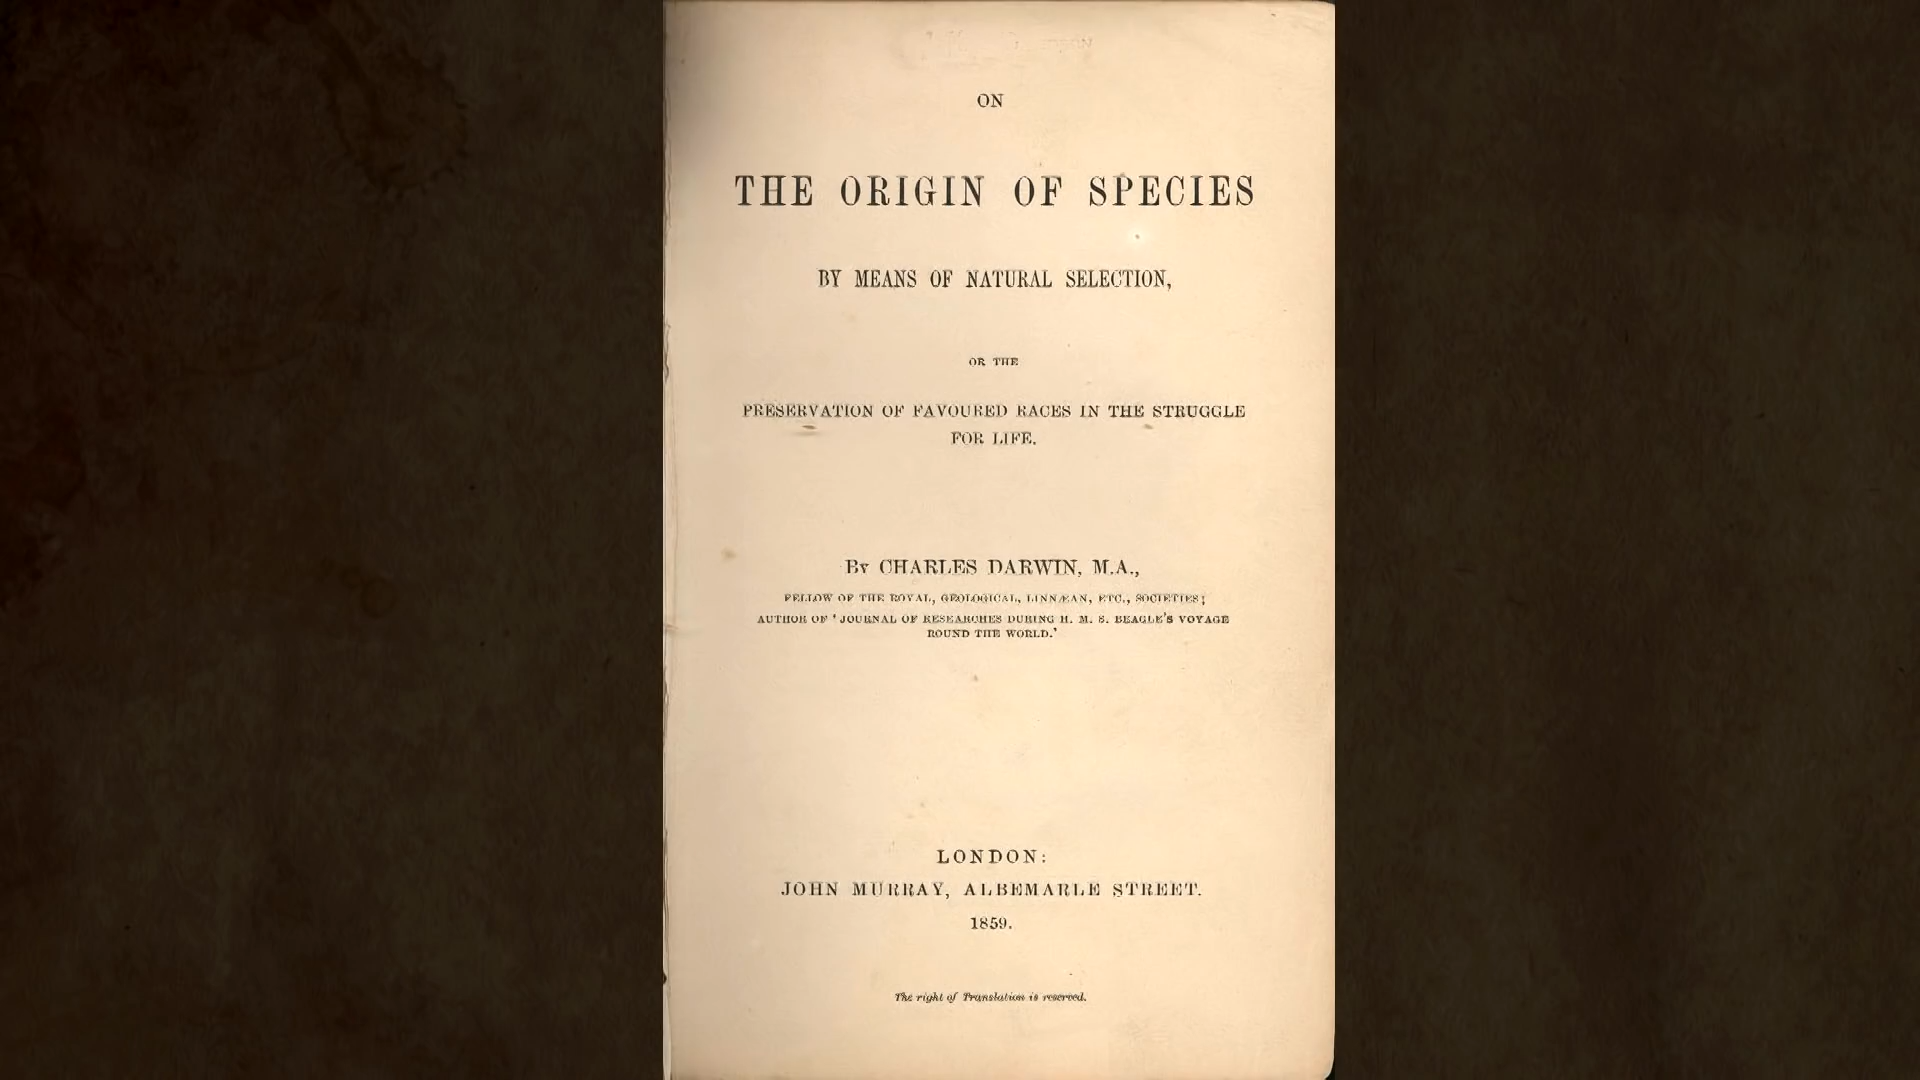 ON
THE ORIGIN OF SPECIES
BY MEANS OF NATURAL SELECTION,
OR THE
PRESERVATION OF FAVOURED RACES IN THE STRUGGLE
FOR LIFE.
By CHARLES DARWIN, M.A.,
FELLOW OF THE ROYAL, GEOLOGICAL, LINNÆAN, ETC., SOCIETIES;
AUTHOR OF 'JOURNAL OF RESEARCHES DURING H. M. S. BEAGLE'S VOYAGE
ROUND THE WORLD.'
LONDON:
JOHN MURRAY, ALBEMARLE STREET.
1859.
The right of Translation is reserved.